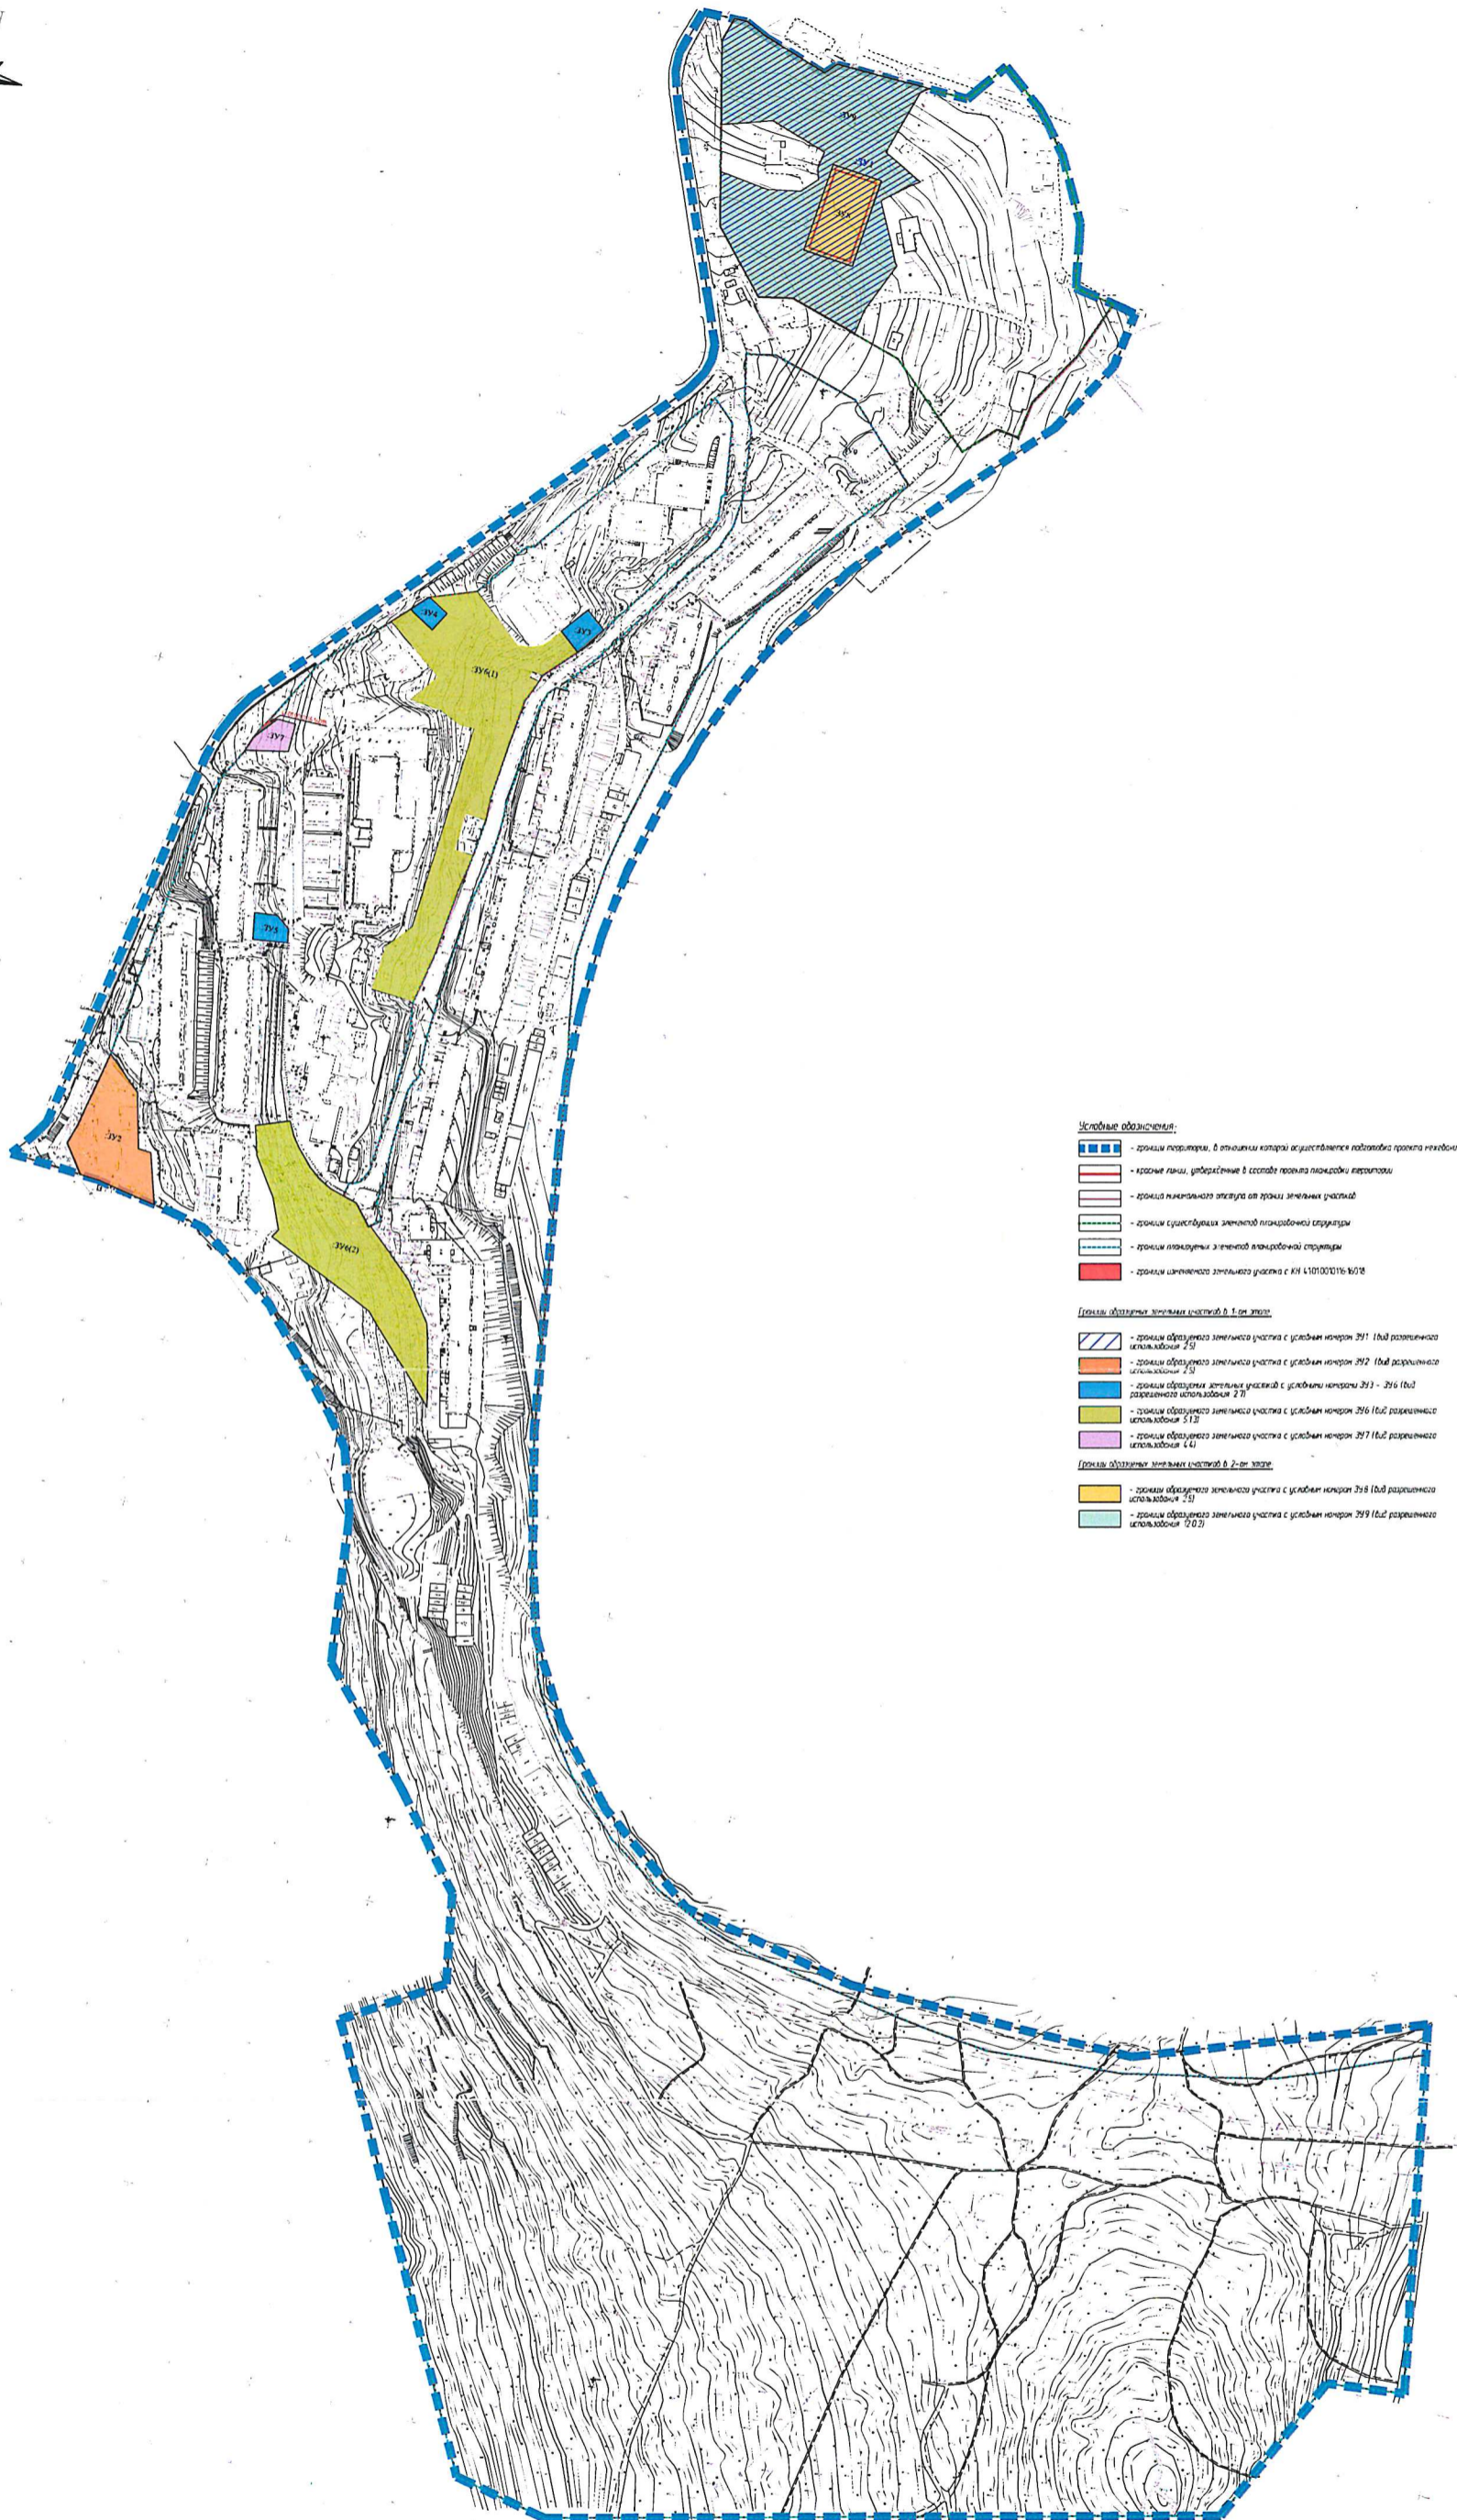 :ЗУ9
:ЗУ1
:ЗУ8
:ЗУ4
:ЗУ3
:ЗУ6(1)
:ЗУ7
:ЗУ5
:ЗУ2
:ЗУ6(2)
Условные обозначения:
- границы территории, в отношении которой осуществляется подготовка проекта межевания
- красные линии, утверждённые в составе проекта планировки территории
- граница минимального отступа от границ земельных участков
- границы существующих элементов планировочной структуры
- границы планируемых элементов планировочной структуры
- границы изменяемого земельного участка с КН
Границы образуемых земельных участков в 1-ом этапе:
- границы образуемого земельного участка с условным номером ЗУ1 (вид разрешенного
использования 2.5)
- границы образуемого земельного участка с условным номером ЗУ2 (вид разрешенного
использования 2.5)
- границы образуемых земельных участков с условными номерами ЗУ3 - ЗУ6 (вид
разрешенного использования 2.7)
- границы образуемого земельного участка с условным номером ЗУ6 (вид разрешенного
использования 5.1.3)
- границы образуемого земельного участка с условным номером ЗУ7 (вид разрешенного
использования 4.4)
Границы образуемых земельных участков в 2-ом этапе:
- границы образуемого земельного участка с условным номером ЗУ8 (вид разрешенного
использования 2.5)
- границы образуемого земельного участка с условным номером ЗУ9 (вид разрешенного
использования 12.0.2)